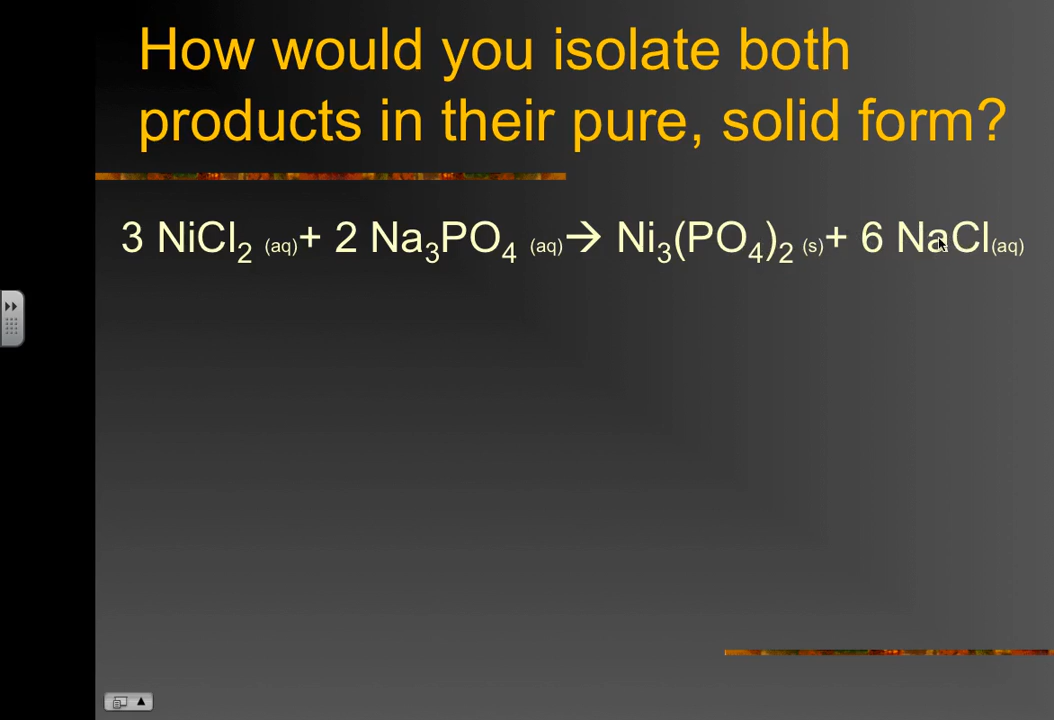 How would you isolate both
products in their pure, solid form?
3 NiCl₂ (aq)+ 2 Na₃PO₄ (aq)→ Ni₃(PO₄)₂ (s)+ 6 NaCl(aq)